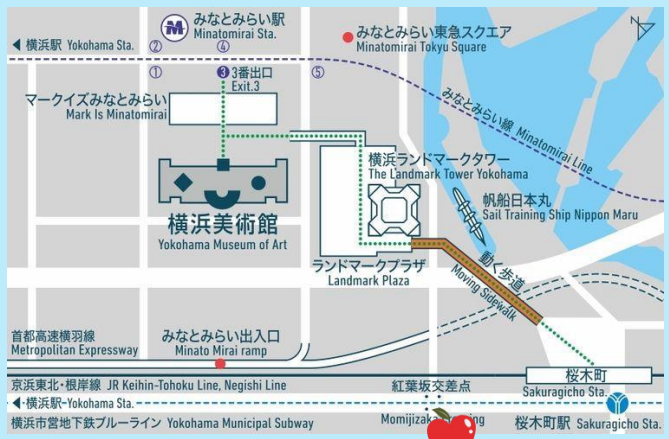 みなとみらい駅
Minatomirai Sta.
みなとみらい東急スクエア
Minatomirai Tokyu Square
横浜駅 Yokohama Sta.
② ④
① ③ 3番出口 ⑤
Exit.3
マークイズみなとみらい
Mark Is Minatomirai
みなとみらい線 Minatomirai Line
横浜ランドマークタワー
The Landmark Tower Yokohama
帆船日本丸
Sail Training Ship Nippon Maru
横浜美術館
Yokohama Museum of Art
ランドマークプラザ
Landmark Plaza
動く歩道
Moving Sidewalk
首都高速横羽線
Metropolitan Expressway
みなとみらい出入口
Minato Mirai ramp
桜木町
Sakuragicho Sta.
京浜東北・根岸線 JR Keihin-Tohoku Line, Negishi Line
紅葉坂交差点
横浜駅-Yokohama Sta.
横浜市営地下鉄ブルーライン Yokohama Municipal Subway
桜木町駅 Sakuragicho Sta.